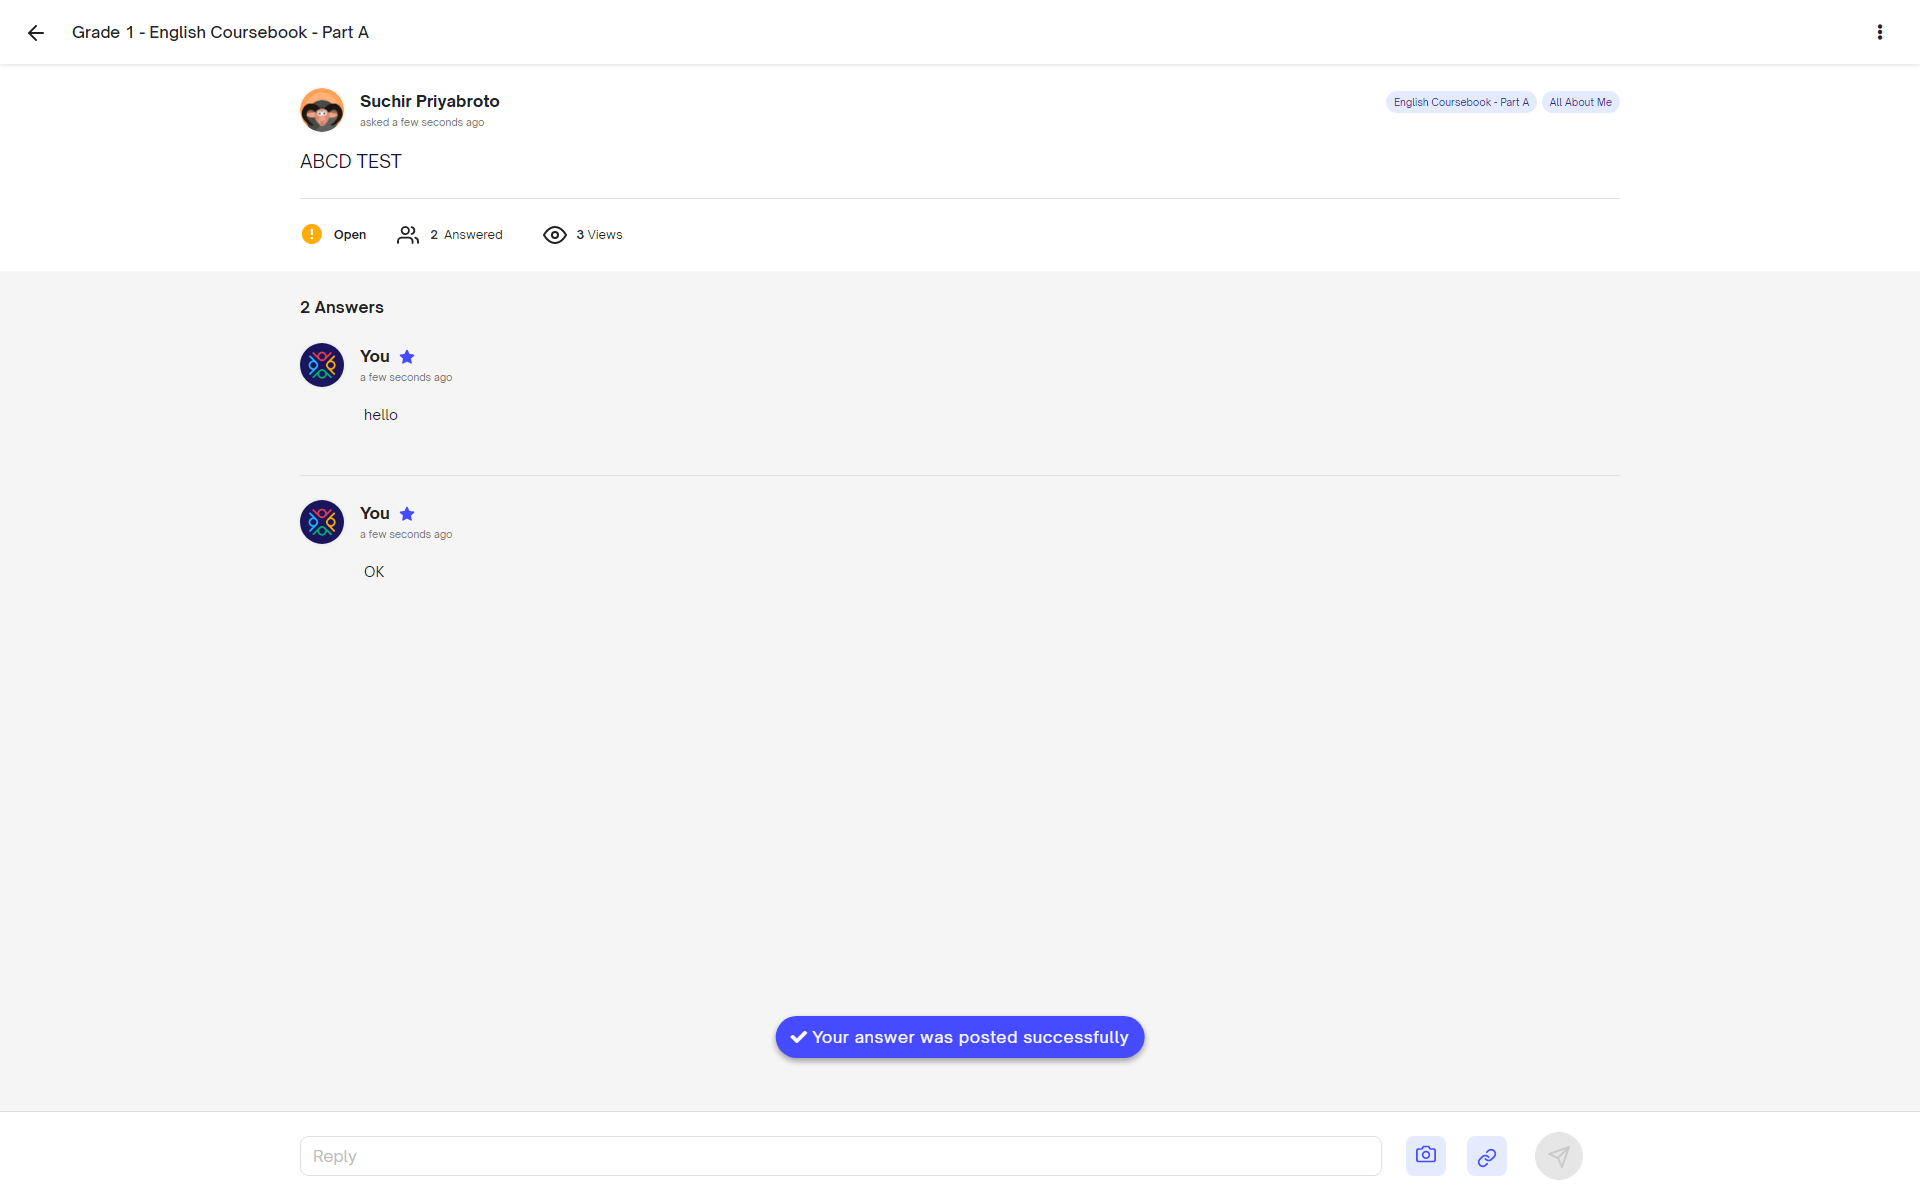 Grade 1 - English Coursebook - Part A
Suchir Priyabroto
asked a few seconds ago
English Coursebook - Part A
All About Me
ABCD TEST
Open
2 Answered
3 Views
2 Answers
You
a few seconds ago
hello
You
a few seconds ago
OK
Your answer was posted successfully
Reply